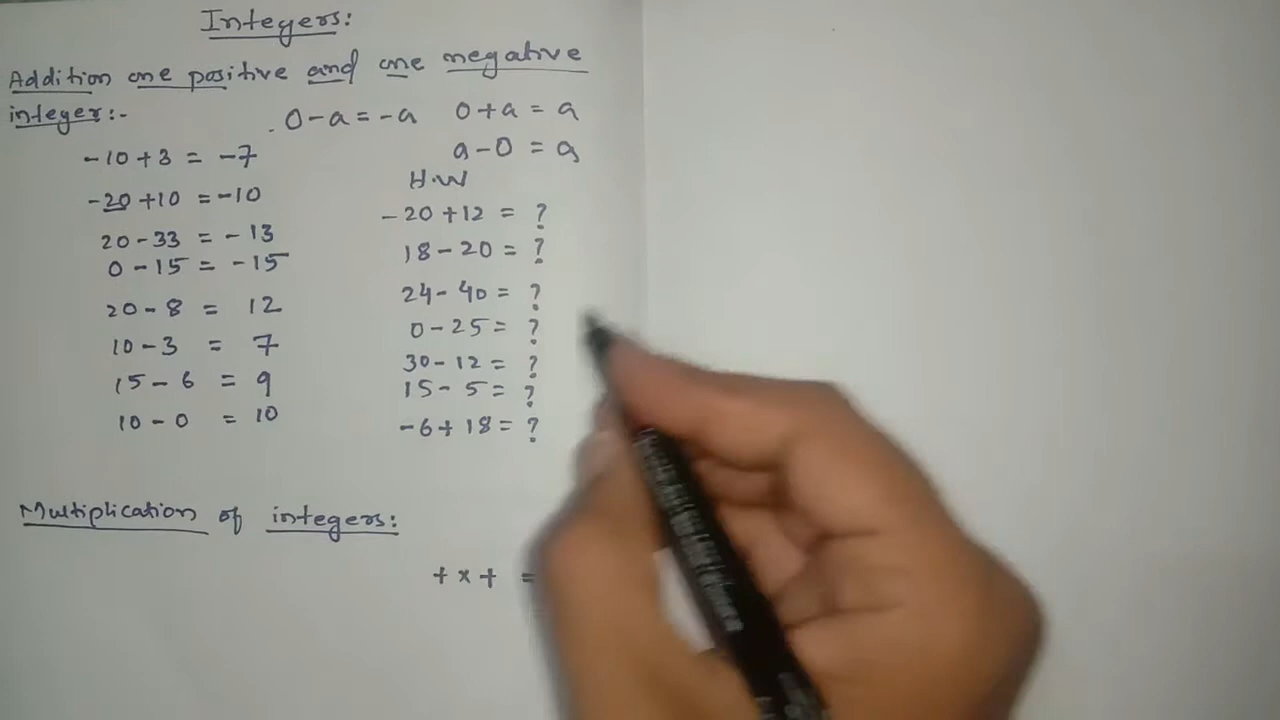 Integers:
Addition one positive and one negative
integer:-
0-a=-a 0+a = a
a-0 = a
-10+3 = -7
-20+10 =-10
20-33 = -13
0-15 = -15
20-8 = 12
10-3 = 7
15-6 = 9
10-0 = 10
H.W
-20+12 = ?
18-20 = ?
24-40 = ?
0-25 = ?
30-12 = ?
15-5 = ?
-6+18 = ?
Multiplication of integers:
+ x + =